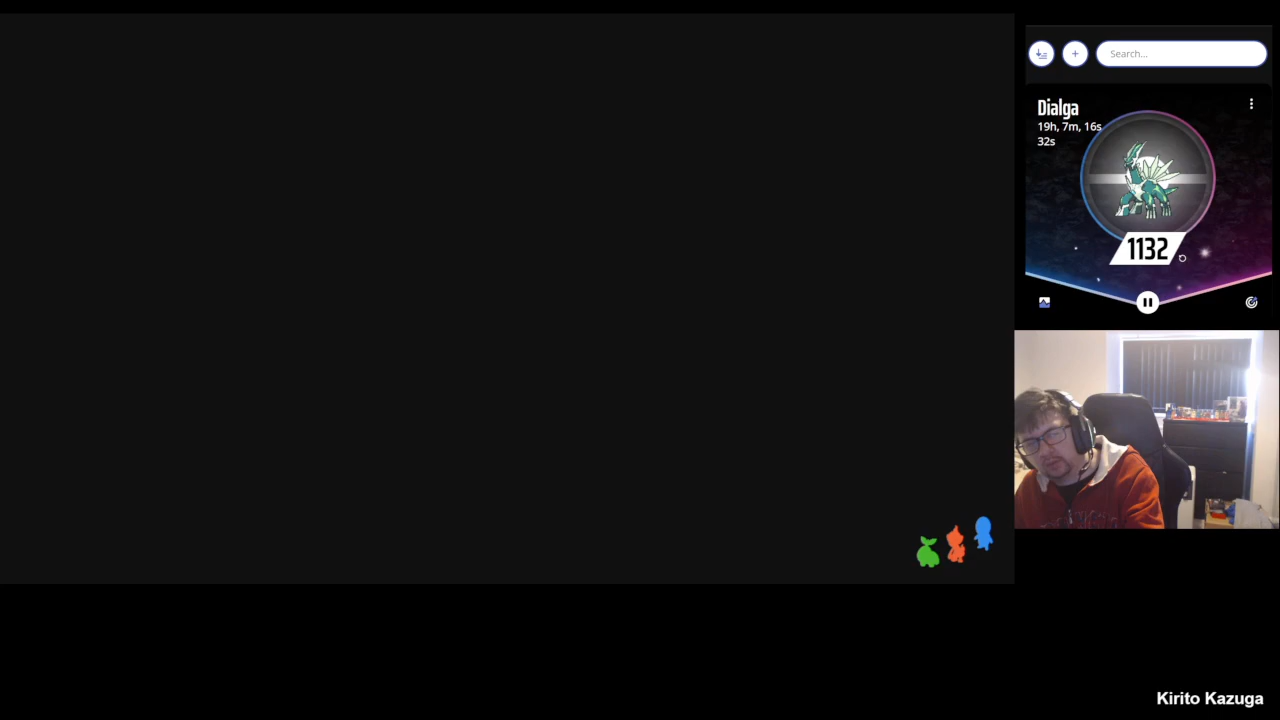 Search...
Dialga
19h, 7m, 16s
32s
1132
Kirito Kazuga